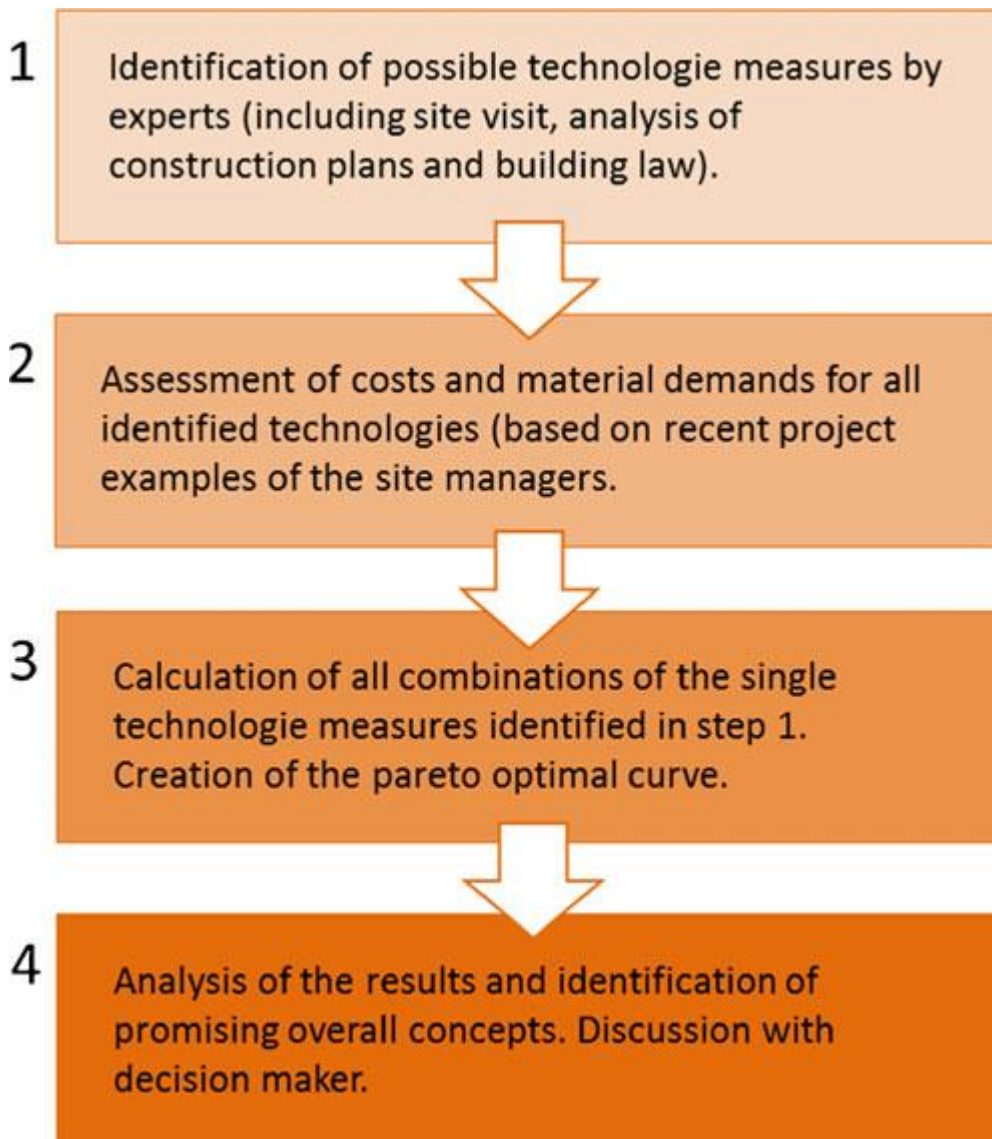 1
Identification of possible technologie measures by
experts (including site visit, analysis of
construction plans and building law).
2
Assessment of costs and material demands for all
identified technologies (based on recent project
examples of the site managers.
3
Calculation of all combinations of the single
technologie measures identified in step 1.
Creation of the pareto optimal curve.
4
Analysis of the results and identification of
promising overall concepts. Discussion with
decision maker.